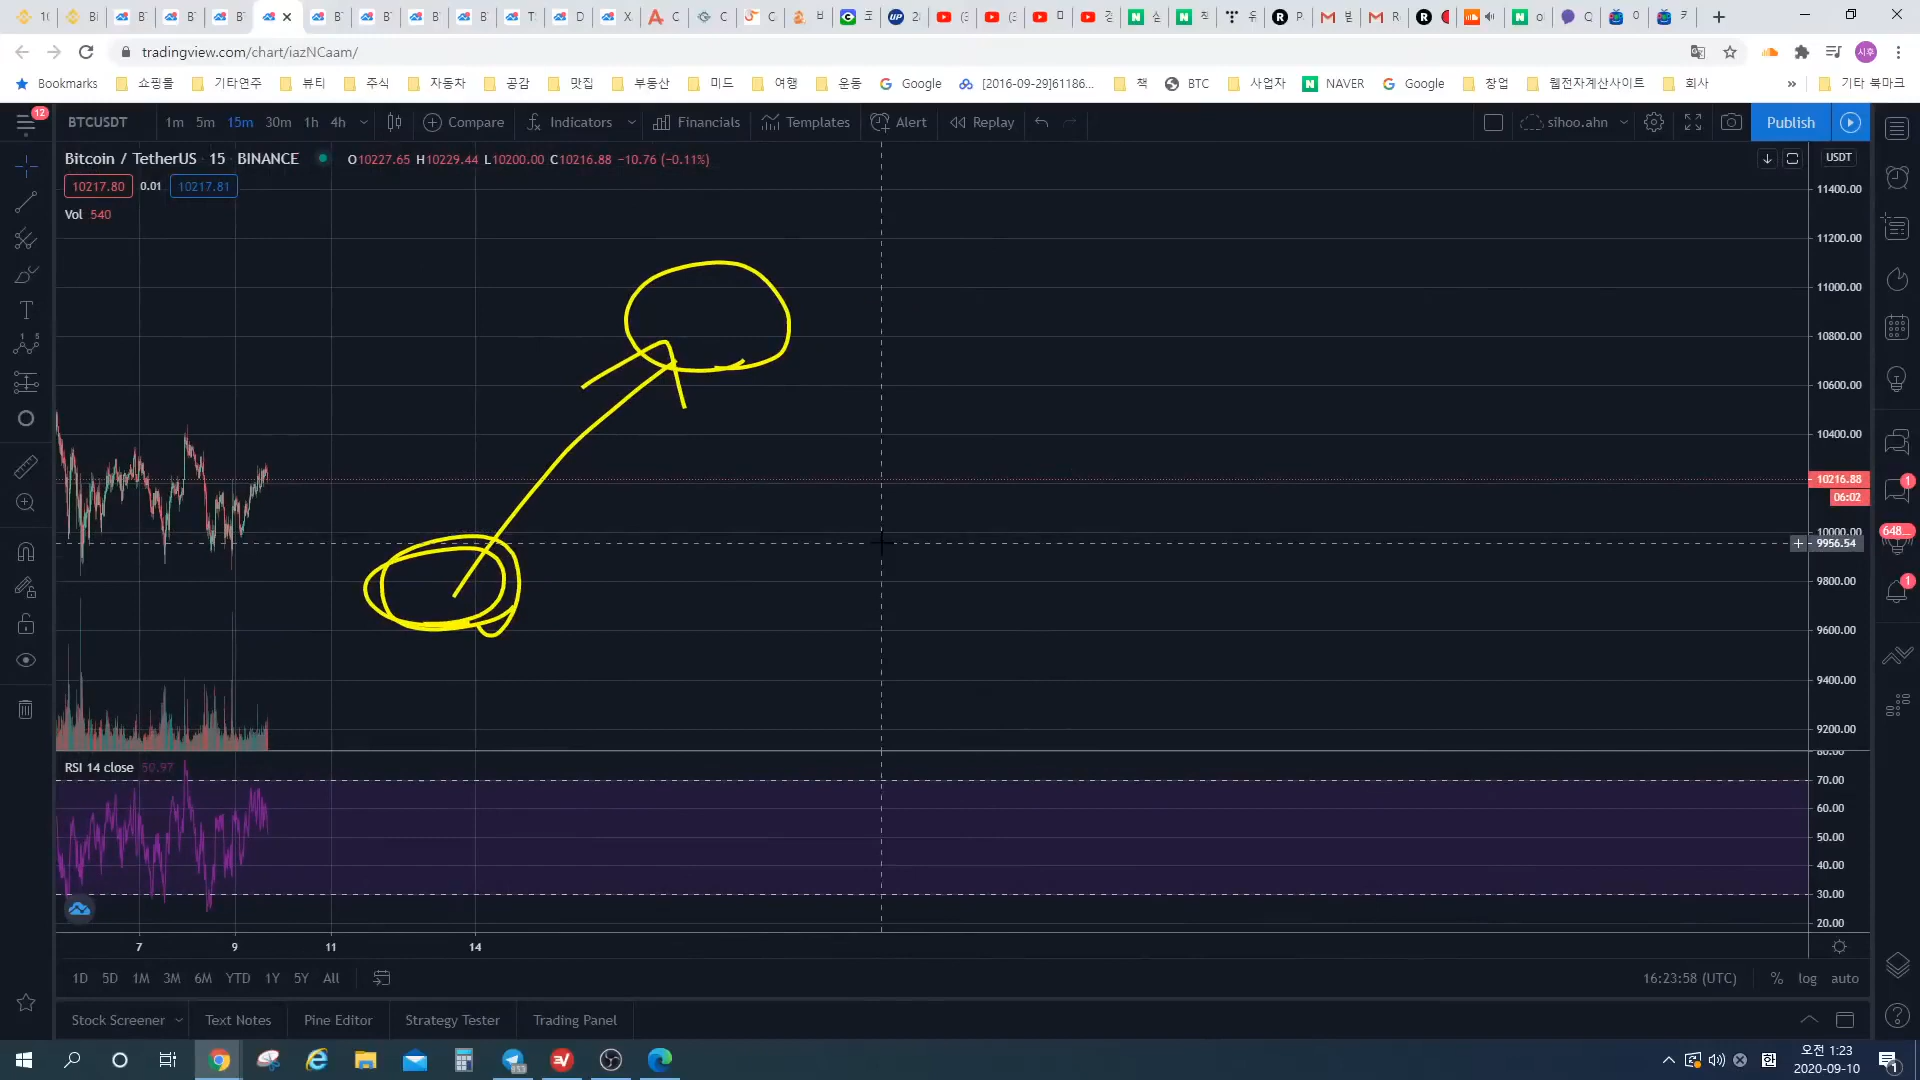 tradingview.com/chart/iazNCaam/
Bookmarks 쇼핑몰 기타연주 뷰티 주식 자동차 공감 맛집 부동산 미드 여행 운동 Google [2016-09-29]61186... 책 BTC 사업자 NAVER Google 창업 웹전자계산사이트 회사 » 기타 북마크
12
BTCUSDT 1m 5m 15m 30m 1h 4h Compare Indicators Financials Templates Alert Replay sihoo.ahn Publish
Bitcoin / TetherUS 15 BINANCE O10227.65 H10229.44 L10200.00 C10216.88 −10.76 (−0.11%) USDT
10217.80 0.01 10217.81
Vol 540
11400.00
11200.00
11000.00
10800.00
10600.00
10400.00
10216.88
06:02
10000.00
9956.54
9800.00
9600.00
9400.00
9200.00
80.00
RSI 14 close 50.97
70.00
60.00
50.00
40.00
30.00
20.00
7 9 11 14
1D 5D 1M 3M 6M YTD 1Y 5Y All 16:23:58 (UTC) % log auto
Stock Screener Text Notes Pine Editor Strategy Tester Trading Panel
오전 1:23
2020-09-10